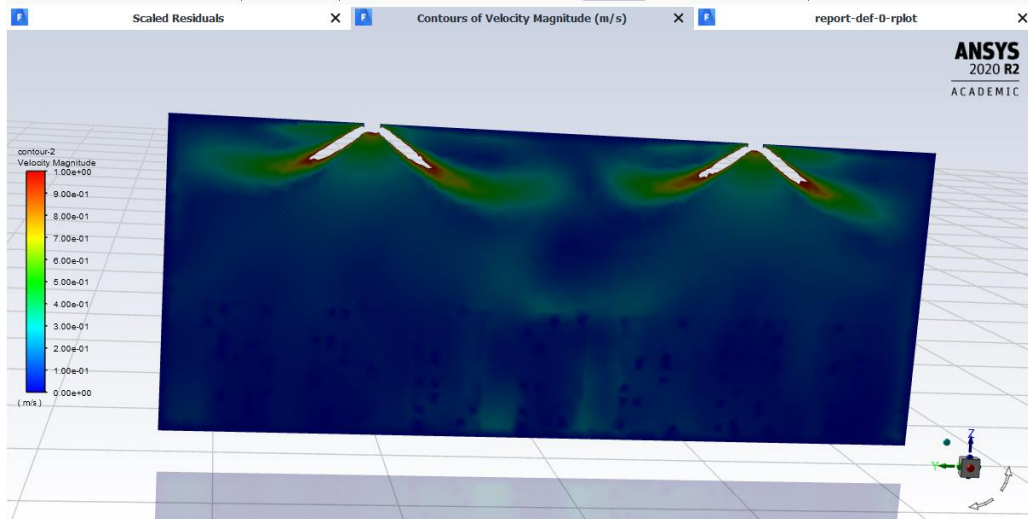 Scaled Residuals
Contours of Velocity Magnitude (m/s)
report-def-0-rplot
ANSYS
2020 R2
ACADEMIC
contour-2
Velocity Magnitude
1.00e+00
9.00e-01
8.00e-01
7.00e-01
6.00e-01
5.00e-01
4.00e-01
3.00e-01
2.00e-01
1.00e-01
0.00e+00
( m/s )
Z
Y